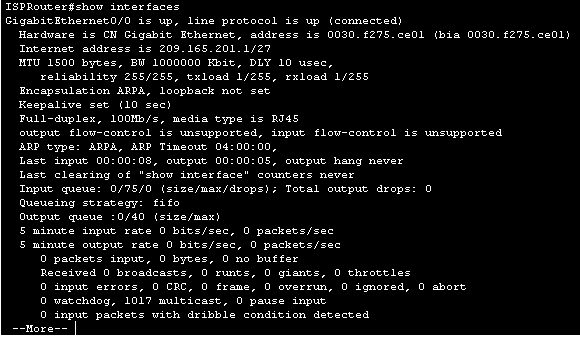 ISPRouter#show interfaces
GigabitEthernet0/0 is up, line protocol is up (connected)
Hardware is CN Gigabit Ethernet, address is 0030.f275.ce01 (bia 0030.f275.ce01)
Internet address is 209.165.201.1/27
MTU 1500 bytes, BW 1000000 Kbit, DLY 10 usec,
reliability 255/255, txload 1/255, rxload 1/255
Encapsulation ARPA, loopback not set
Keepalive set (10 sec)
Full-duplex, 100Mb/s, media type is RJ45
output flow-control is unsupported, input flow-control is unsupported
ARP type: ARPA, ARP Timeout 04:00:00,
Last input 00:00:08, output 00:00:05, output hang never
Last clearing of "show interface" counters never
Input queue: 0/75/0 (size/max/drops); Total output drops: 0
Queueing strategy: fifo
Output queue :0/40 (size/max)
5 minute input rate 0 bits/sec, 0 packets/sec
5 minute output rate 0 bits/sec, 0 packets/sec
0 packets input, 0 bytes, 0 no buffer
Received 0 broadcasts, 0 runts, 0 giants, 0 throttles
0 input errors, 0 CRC, 0 frame, 0 overrun, 0 ignored, 0 abort
0 watchdog, 1017 multicast, 0 pause input
0 input packets with dribble condition detected
--More--